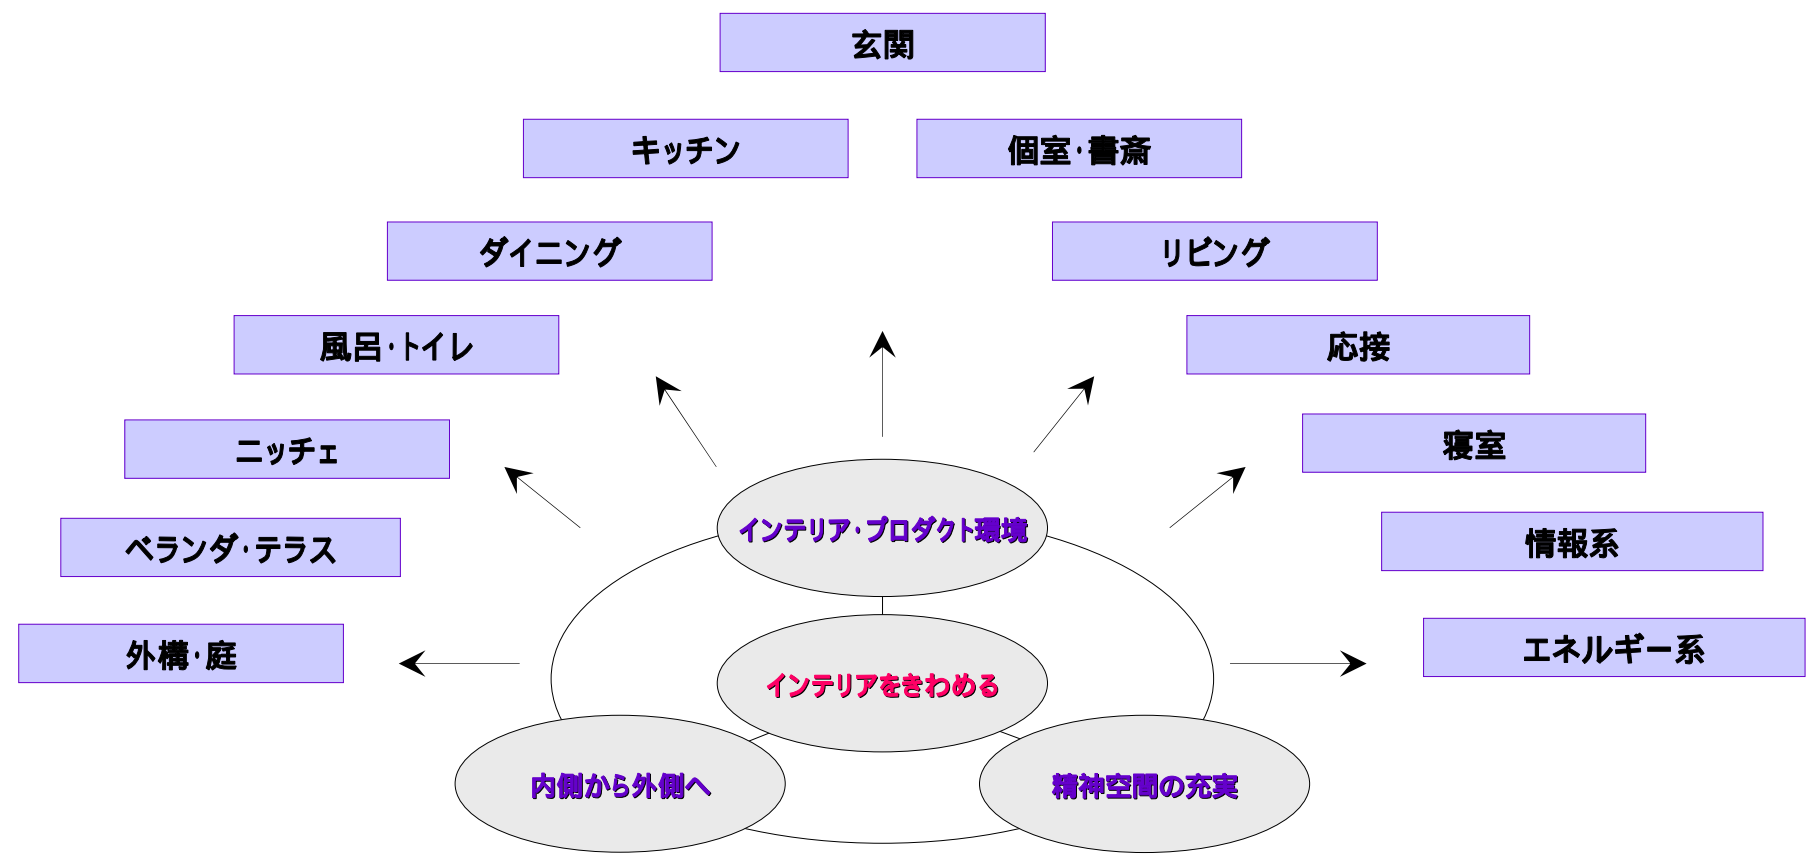 玄関
キッチン
個室・書斎
ダイニング
リビング
風呂・トイレ
応接
ニッチェ
寝室
ベランダ・テラス
情報系
外構・庭
エネルギー系
インテリア・プロダクト環境
インテリアをきわめる
内側から外側へ
精神空間の充実